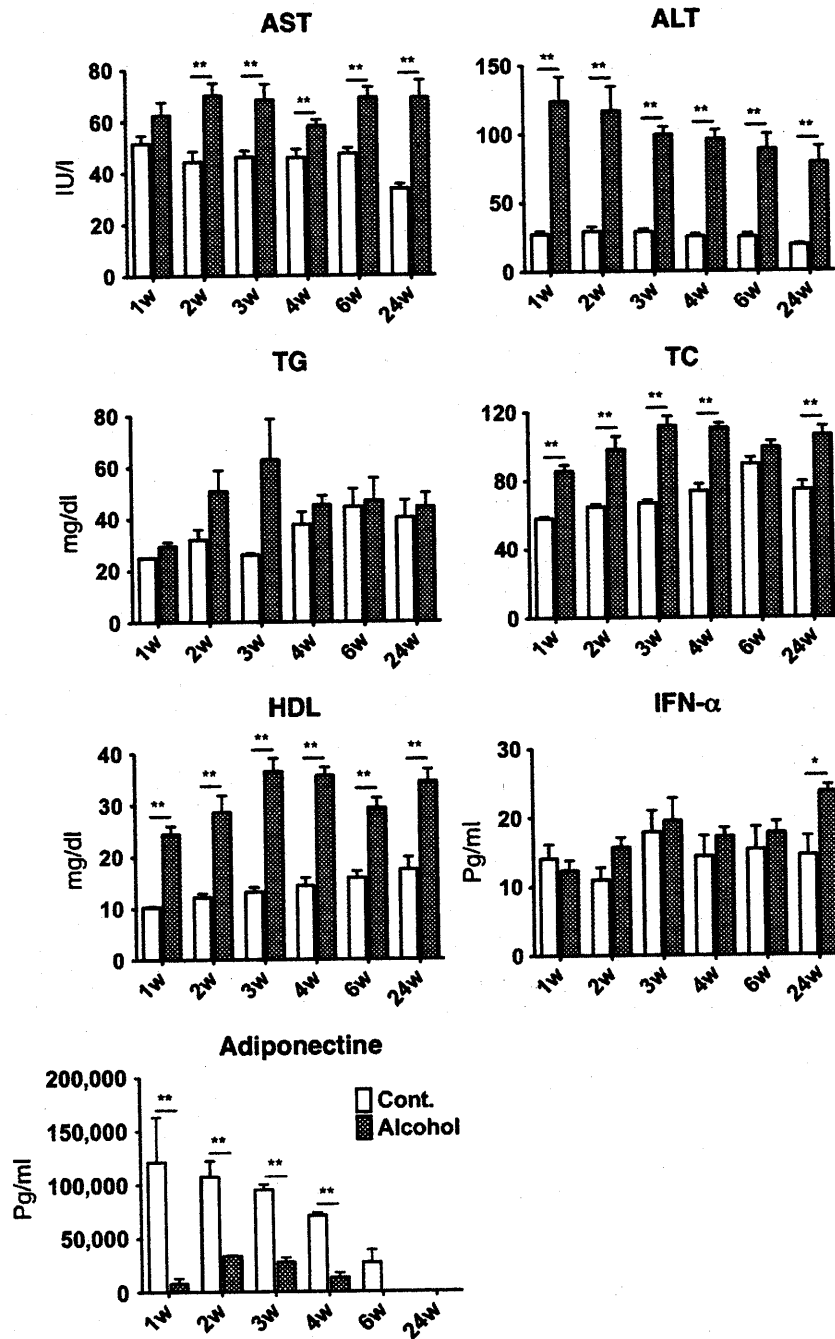 AST
ALT
IU/l
80
60
40
20
0
** ** ** ** **
1w 2w 3w 4w 6w 24w
150
100
50
0
** ** ** ** ** **
1w 2w 3w 4w 6w 24w
TG
TC
mg/dl
80
60
40
20
0
1w 2w 3w 4w 6w 24w
120
80
40
0
** ** ** ** **
1w 2w 3w 4w 6w 24w
HDL
IFN-α
mg/dl
40
30
20
10
0
** ** ** ** ** **
1w 2w 3w 4w 6w 24w
Pg/ml
30
20
10
0
*
1w 2w 3w 4w 6w 24w
Adiponectine
Pg/ml
200,000
150,000
100,000
50,000
0
** ** ** **
Cont.
Alcohol
1w 2w 3w 4w 6w 24w